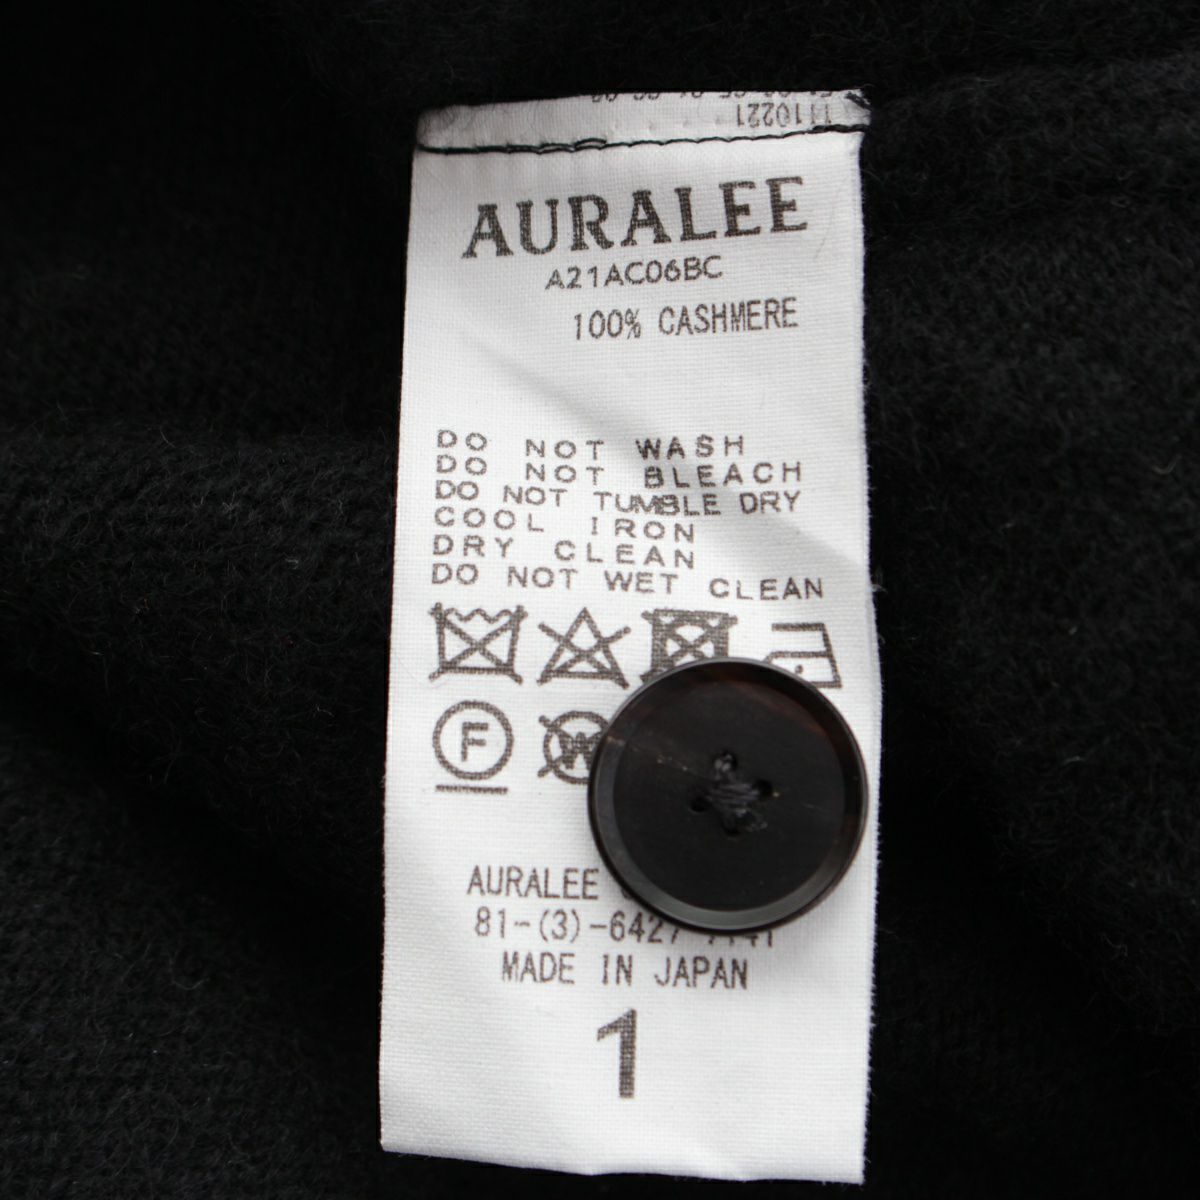 1110221
AURALEE
A21AC06BC
100% CASHMERE
DO NOT WASH
DO NOT BLEACH
DO NOT TUMBLE DRY
COOL IRON
DRY CLEAN
DO NOT WET CLEAN
F W
AURALEE
81-(3)-6427
MADE IN JAPAN
1